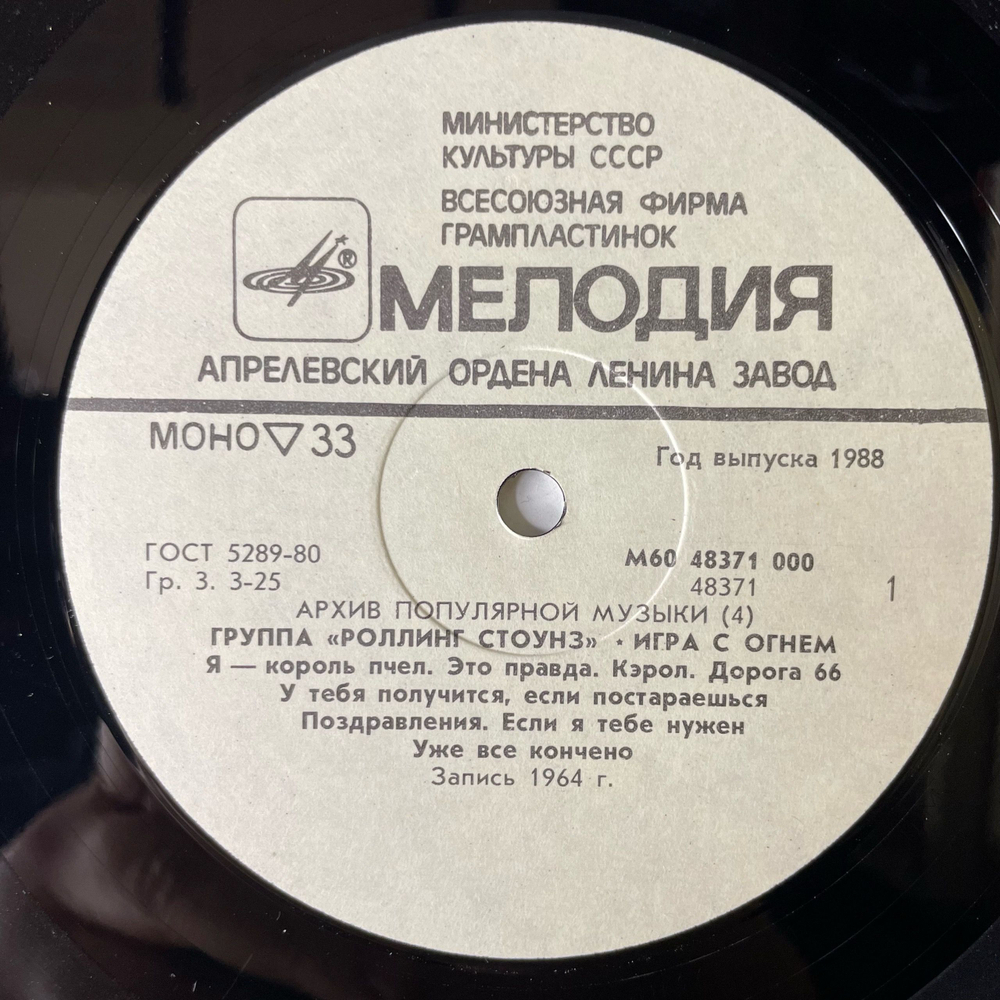 МИНИСТЕРСТВО
КУЛЬТУРЫ СССР
ВСЕСОЮЗНАЯ ФИРМА
ГРАМПЛАСТИНОК
®
МЕЛОДИЯ
АПРЕЛЕВСКИЙ ОРДЕНА ЛЕНИНА ЗАВОД
МОНО ▽ 33
Год выпуска 1988
ГОСТ 5289-80
Гр. 3. 3-25
М60 48371 000
48371
1
АРХИВ ПОПУЛЯРНОЙ МУЗЫКИ (4)
ГРУППА «РОЛЛИНГ СТОУНЗ» • ИГРА С ОГНЕМ
Я — король пчел. Это правда. Кэрол. Дорога 66
У тебя получится, если постараешься
Поздравления. Если я тебе нужен
Уже все кончено
Запись 1964 г.